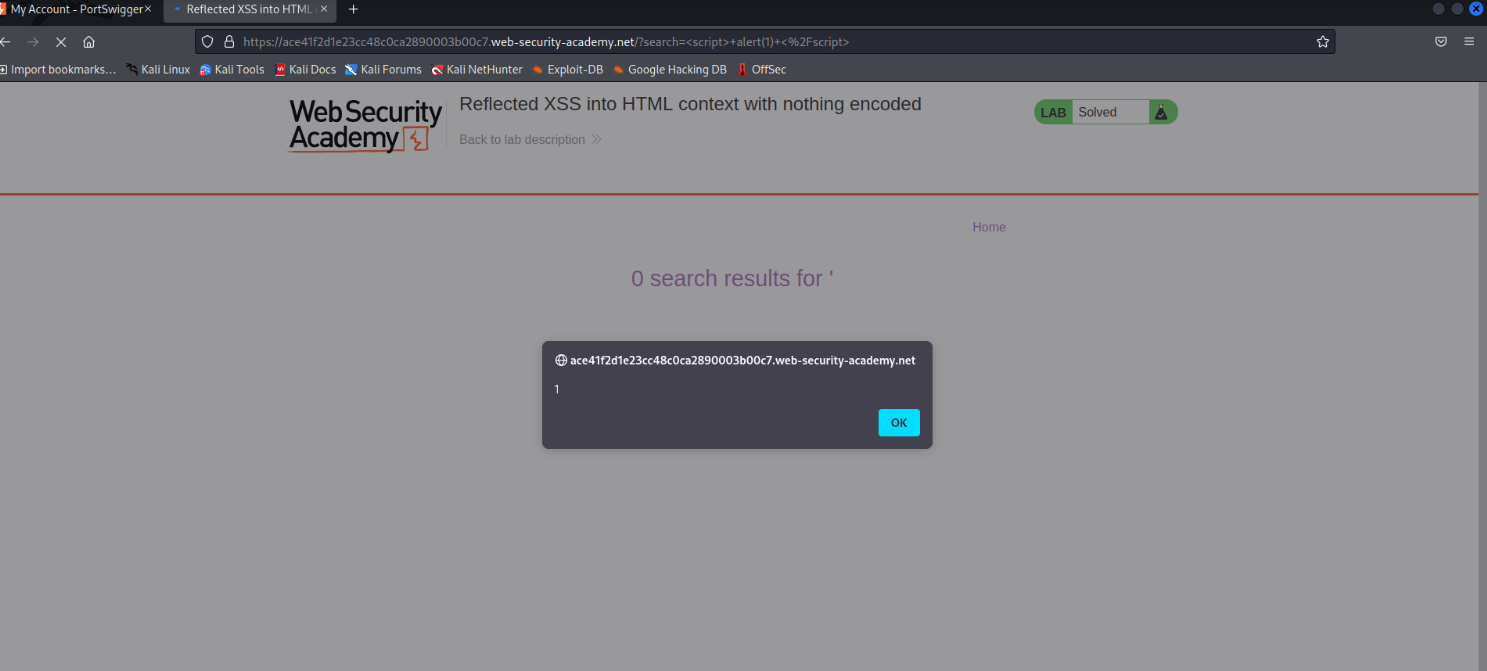 My Account - PortSwigger
Reflected XSS into HTML
https://ace41f2d1e23cc48c0ca2890003b00c7.web-security-academy.net/?search=<script>+alert(1)+<%2Fscript>
Import bookmarks… Kali Linux Kali Tools Kali Docs Kali Forums Kali NetHunter Exploit-DB Google Hacking DB OffSec
Web Security
Academy
Reflected XSS into HTML context with nothing encoded
Back to lab description
LAB Solved
Home
0 search results for '
ace41f2d1e23cc48c0ca2890003b00c7.web-security-academy.net
1
OK